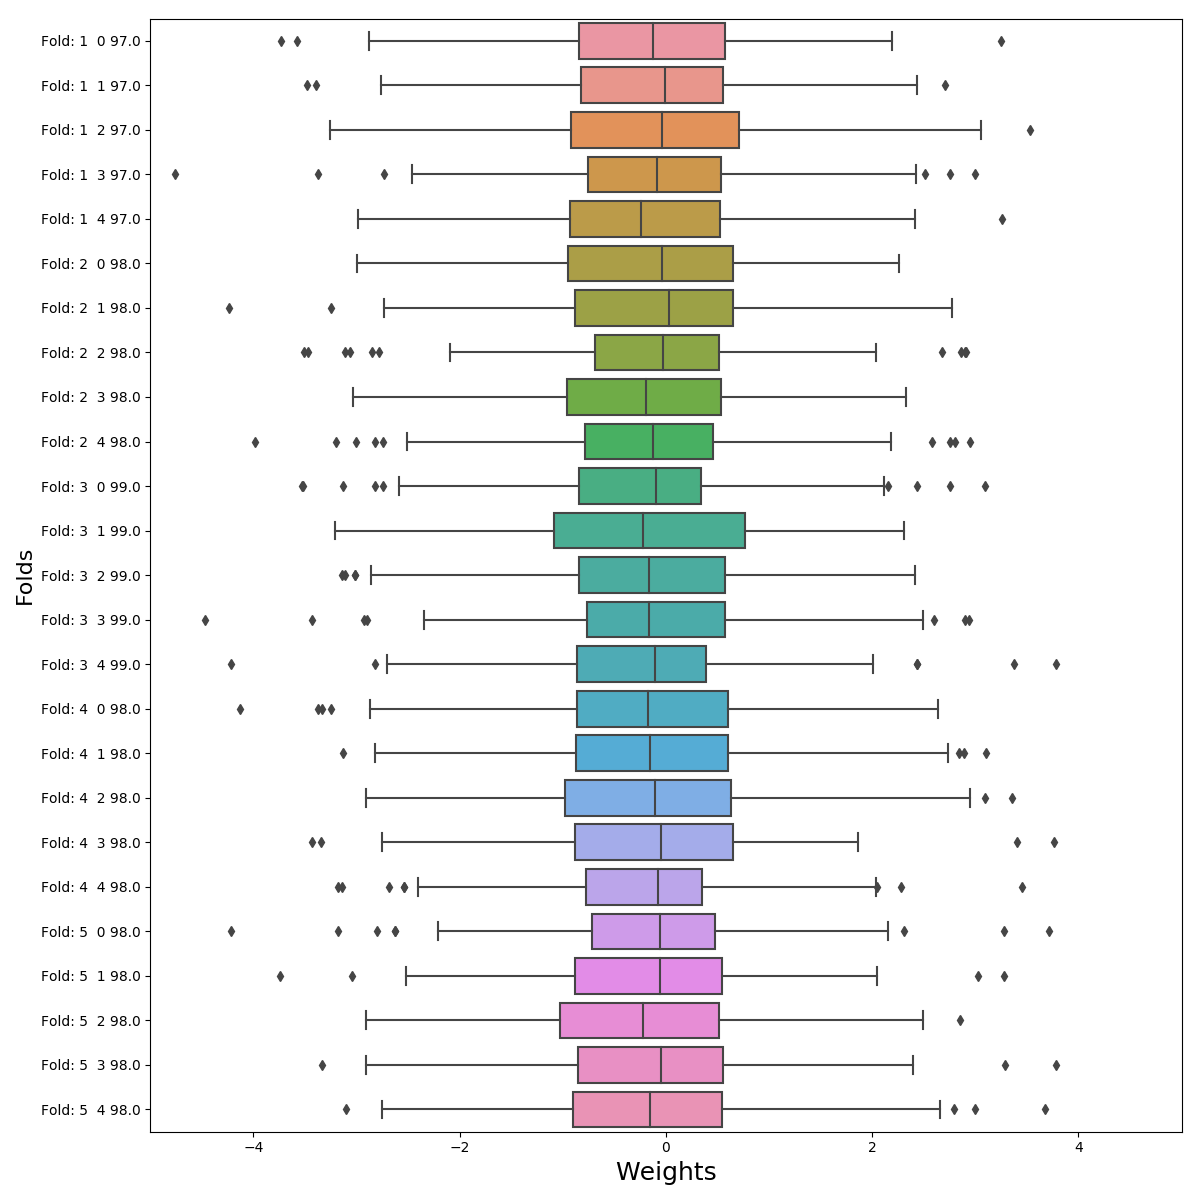 Fold: 1  0 97.0
Fold: 1  1 97.0
Fold: 1  2 97.0
Fold: 1  3 97.0
Fold: 1  4 97.0
Fold: 2  0 98.0
Fold: 2  1 98.0
Fold: 2  2 98.0
Fold: 2  3 98.0
Fold: 2  4 98.0
Fold: 3  0 99.0
Fold: 3  1 99.0
Fold: 3  2 99.0
Fold: 3  3 99.0
Fold: 3  4 99.0
Fold: 4  0 98.0
Fold: 4  1 98.0
Fold: 4  2 98.0
Fold: 4  3 98.0
Fold: 4  4 98.0
Fold: 5  0 98.0
Fold: 5  1 98.0
Fold: 5  2 98.0
Fold: 5  3 98.0
Fold: 5  4 98.0
Folds
−4 −2 0 2 4
Weights